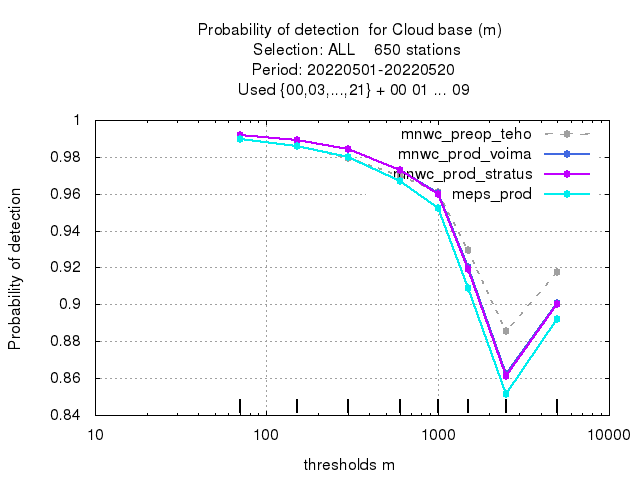 Probability of detection  for Cloud base (m)
Selection: ALL    650 stations
Period: 20220501-20220520
Used {00,03,...,21} + 00 01 ... 09
1
0.98
0.96
0.94
0.92
0.9
0.88
0.86
0.84
Probability of detection
mnwc_preop_teho
mnwc_prod_voima
mnwc_prod_stratus
meps_prod
10
100
1000
10000
thresholds m